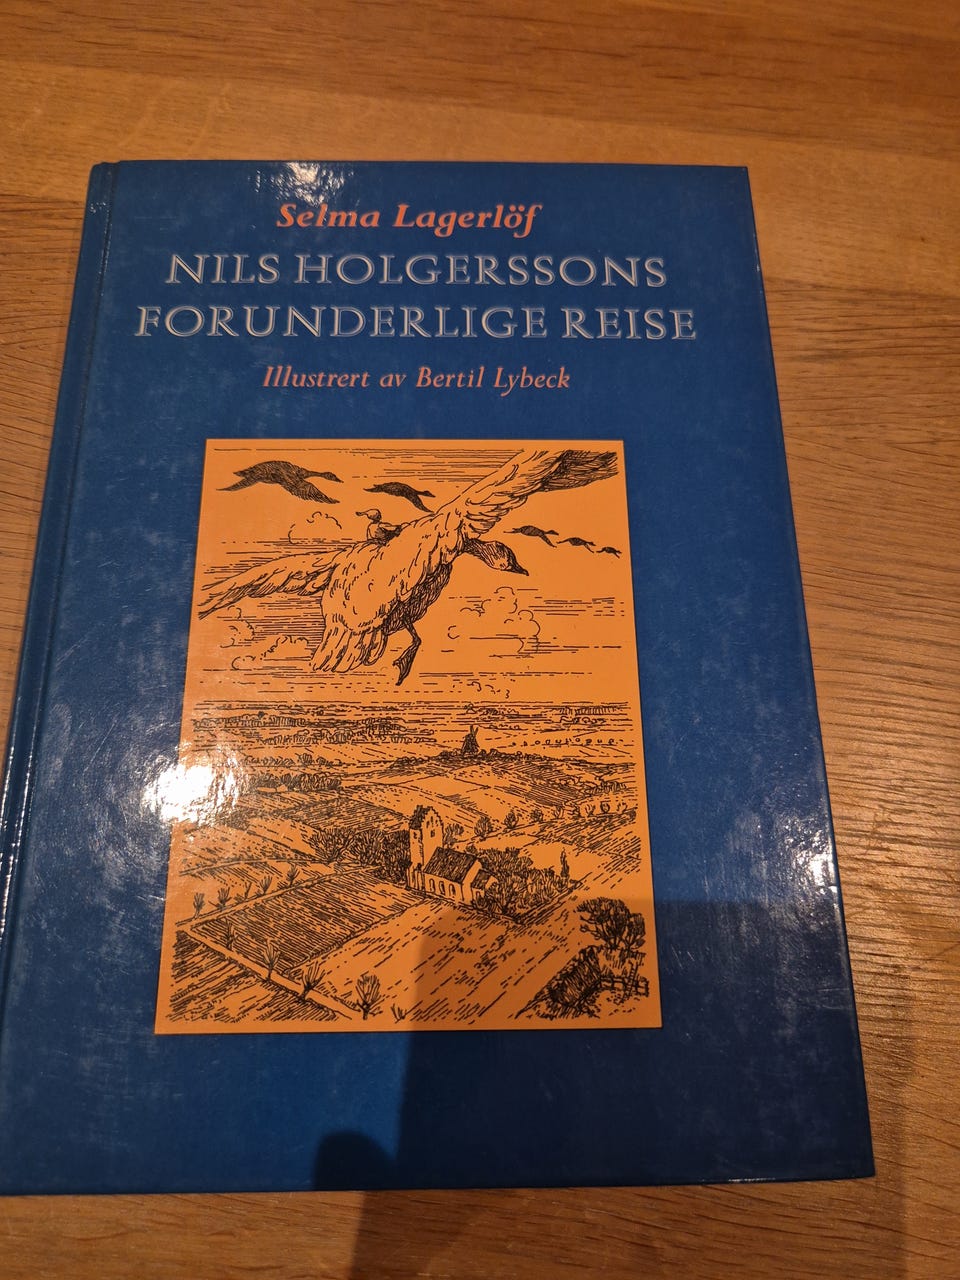 Selma Lagerlöf
NILS HOLGERSSONS
FORUNDERLIGE REISE
Illustrert av Bertil Lybeck